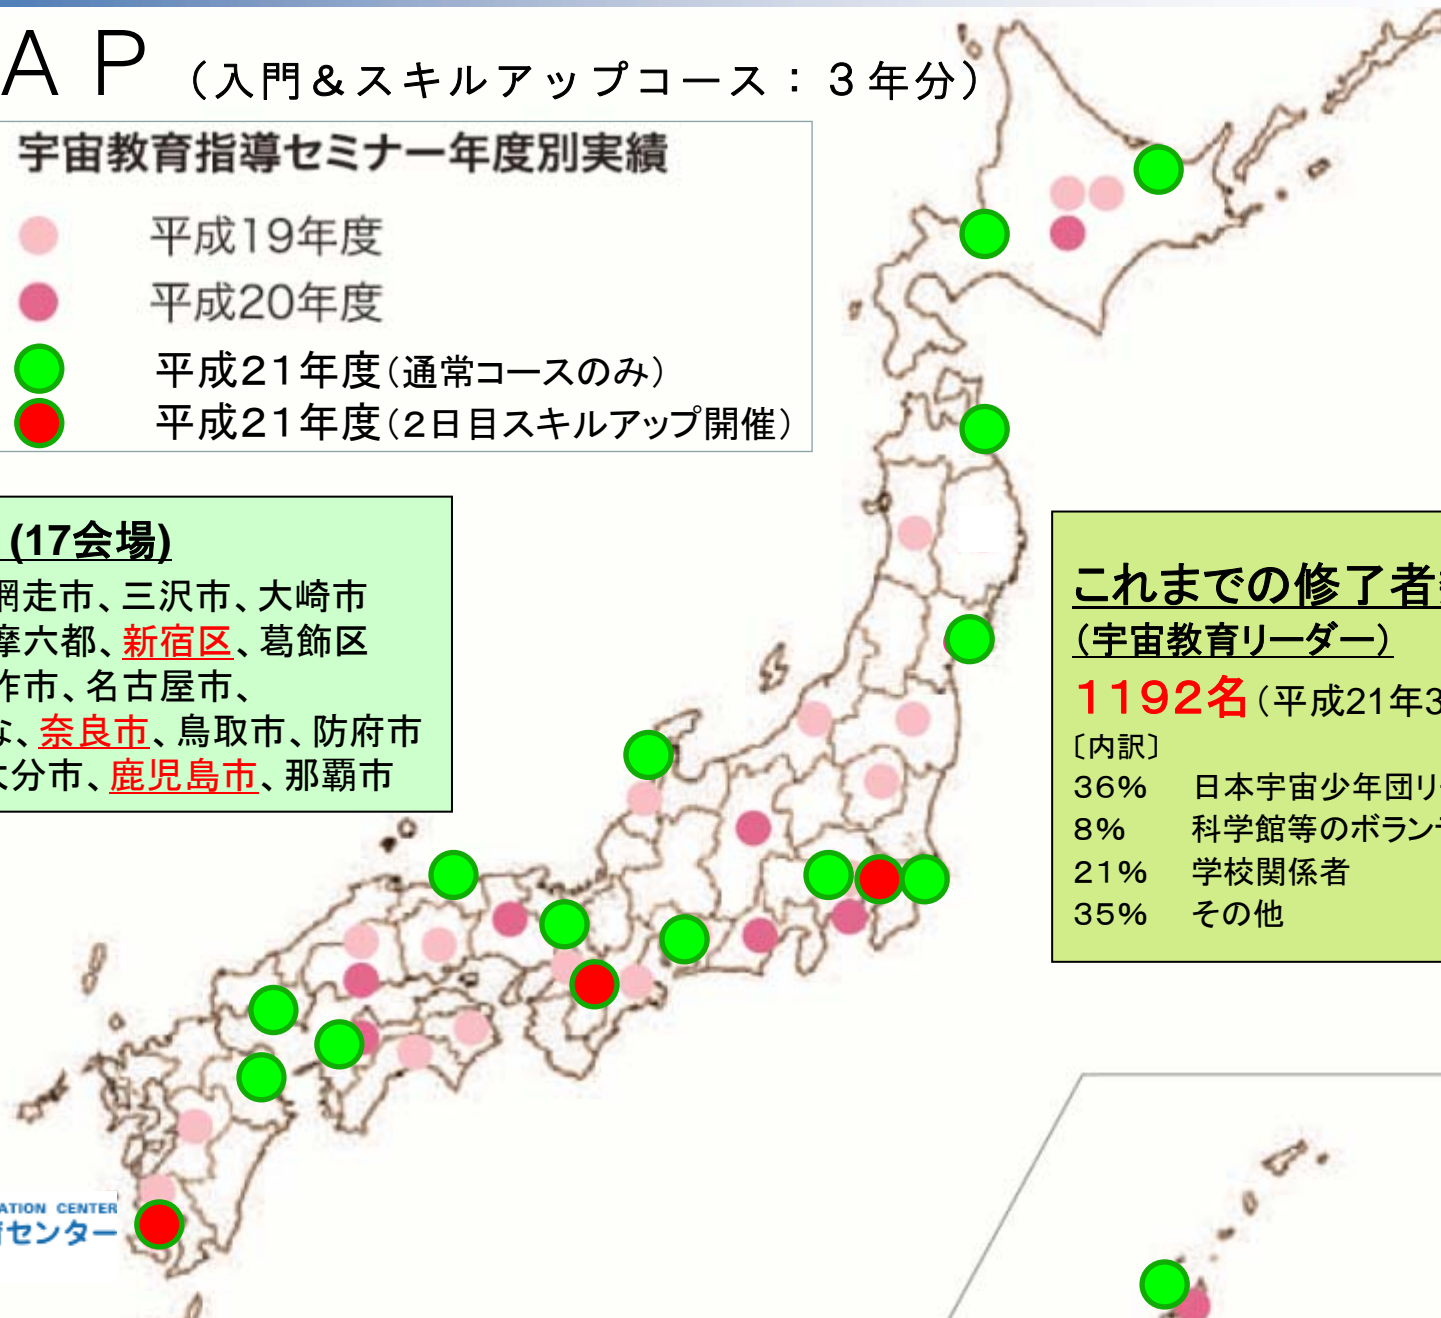 AP（入門＆スキルアップコース：３年分）
宇宙教育指導セミナー年度別実績
平成19年度
平成20年度
平成２１年度（通常コースのみ）
平成２１年度（２日目スキルアップ開催）
(17会場)
網走市、三沢市、大崎市
摩六都、新宿区、葛飾区
作市、名古屋市、
な、奈良市、鳥取市、防府市
大分市、鹿児島市、那覇市
これまでの修了者
（宇宙教育リーダー）
１１９２名（平成21年3
〔内訳〕
36% 日本宇宙少年団リ
8% 科学館等のボラン
21% 学校関係者
35% その他
ATION CENTER
育センター